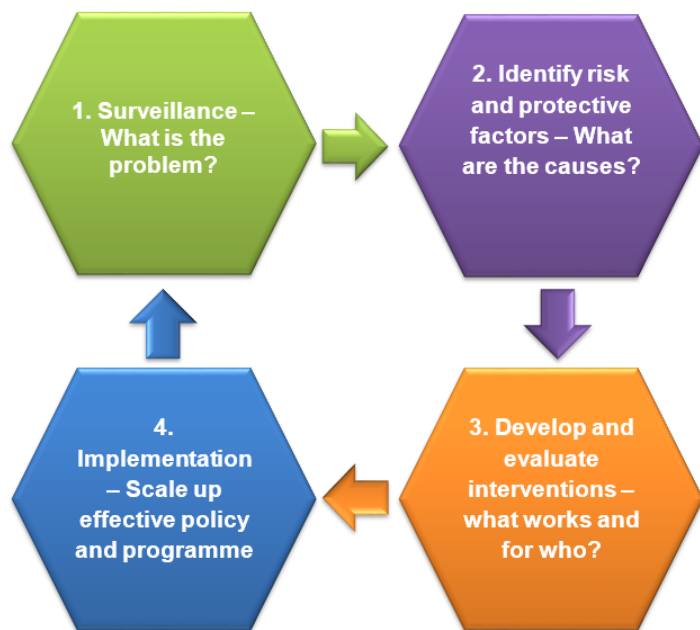 1. Surveillance –
What is the
problem?
2. Identify risk
and protective
factors – What
are the causes?
3. Develop and
evaluate
interventions –
what works and
for who?
4.
Implementation
– Scale up
effective policy
and programme